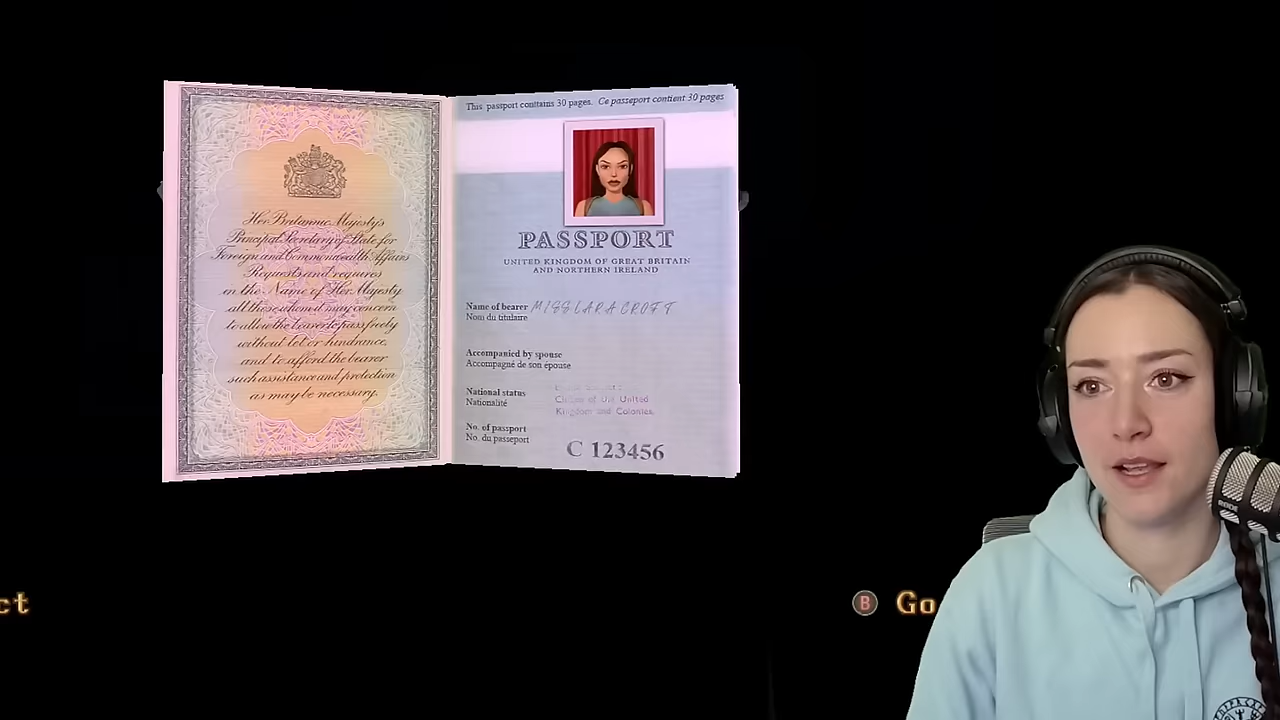 Her Britannic Majesty's
Principal Secretary of State for
Foreign and Commonwealth Affairs
Requests and requires
in the Name of Her Majesty
all those whom it may concern
to allow the bearer to pass freely
without let or hindrance,
and to afford the bearer
such assistance and protection
as may be necessary.
This passport conttains 30 pages. Ce passeport contient 30 pages
PASSPORT
UNITED KINGDOM OF GREAT BRITAIN
AND NORTHERN IRELAND
Name of bearer MISS LARA CROFT
Nom du titulaire
Accompanied by spouse
Accompagné de son épouse
National status
Nationalité
Citizen of the United
Kingdom and Colonies.
No. of passport
No. du passeport
C 123456
ct
B Go
RODE